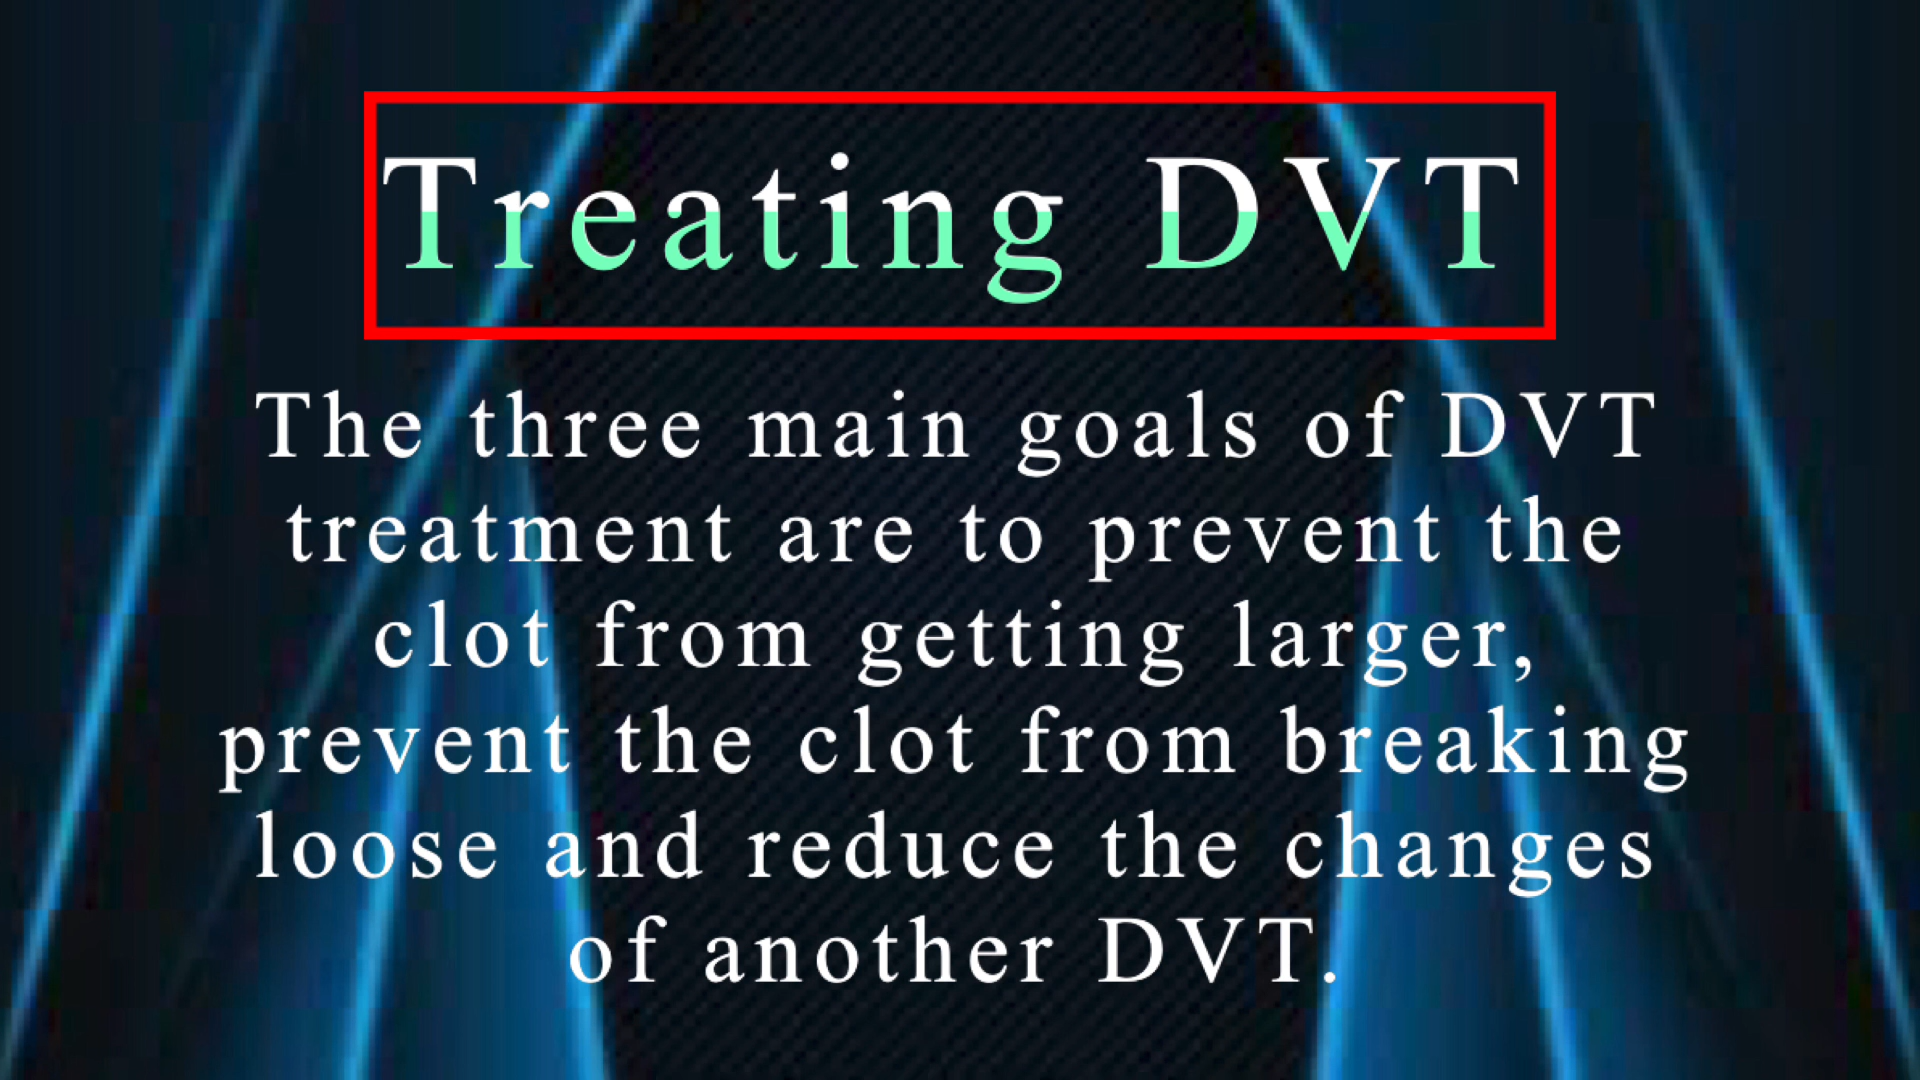 Treating DVT
The three main goals of DVT
treatment are to prevent the
clot from getting larger,
prevent the clot from breaking
loose and reduce the changes
of another DVT.